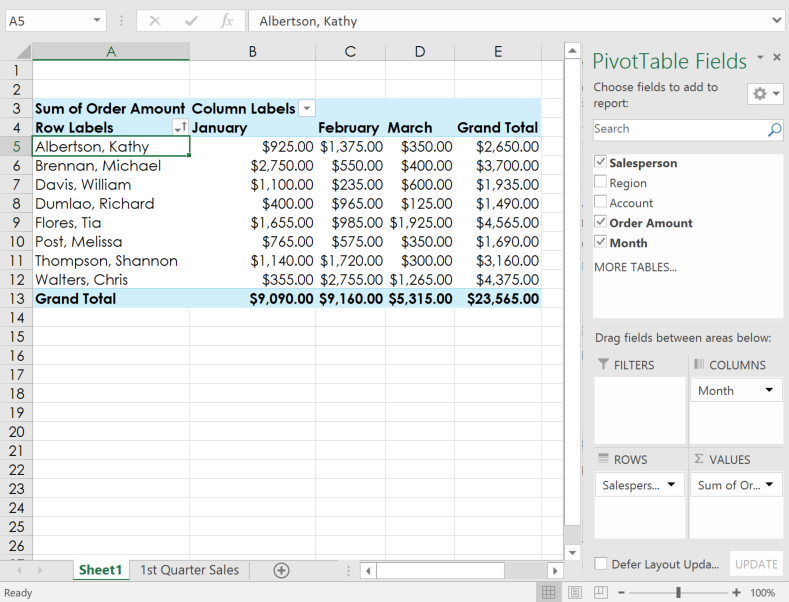 A5 fx Albertson, Kathy
A B C D E
1
2
3 Sum of Order Amount Column Labels
4 Row Labels January February March Grand Total
5 Albertson, Kathy $925.00 $1,375.00 $350.00 $2,650.00
6 Brennan, Michael $2,750.00 $550.00 $400.00 $3,700.00
7 Davis, William $1,100.00 $235.00 $600.00 $1,935.00
8 Dumlao, Richard $400.00 $965.00 $125.00 $1,490.00
9 Flores, Tia $1,655.00 $985.00 $1,925.00 $4,565.00
10 Post, Melissa $765.00 $575.00 $350.00 $1,690.00
11 Thompson, Shannon $1,140.00 $1,720.00 $300.00 $3,160.00
12 Walters, Chris $355.00 $2,755.00 $1,265.00 $4,375.00
13 Grand Total $9,090.00 $9,160.00 $5,315.00 $23,565.00
14
15
16
17
18
19
20
21
22
23
24
25
26
Sheet1 1st Quarter Sales
Ready 100%
PivotTable Fields
Choose fields to add to
report:
Search
Salesperson
Region
Account
Order Amount
Month
MORE TABLES...
Drag fields between areas below:
FILTERS COLUMNS
Month
ROWS Σ VALUES
Salespers... Sum of Or...
Defer Layout Upda... UPDATE